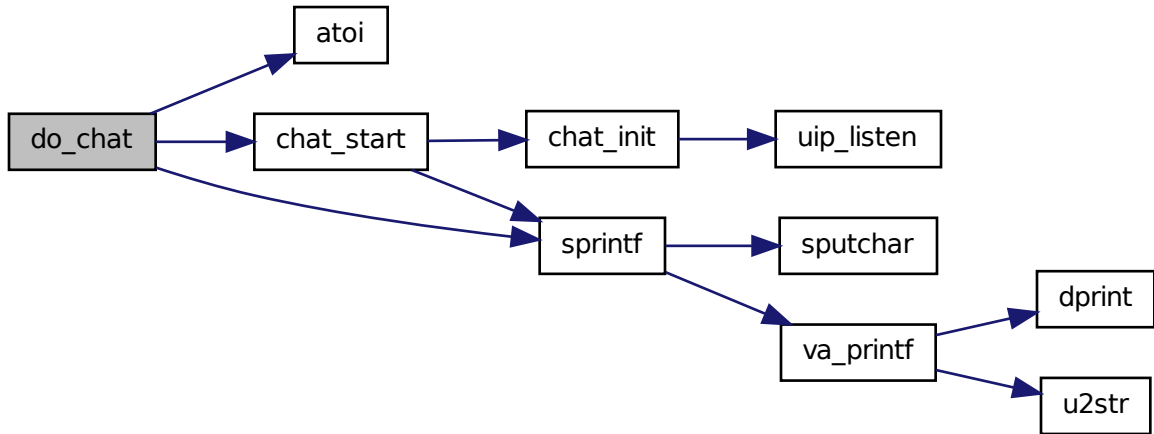 atoi
do_chat
chat_start
chat_init
uip_listen
sprintf
sputchar
dprint
va_printf
u2str